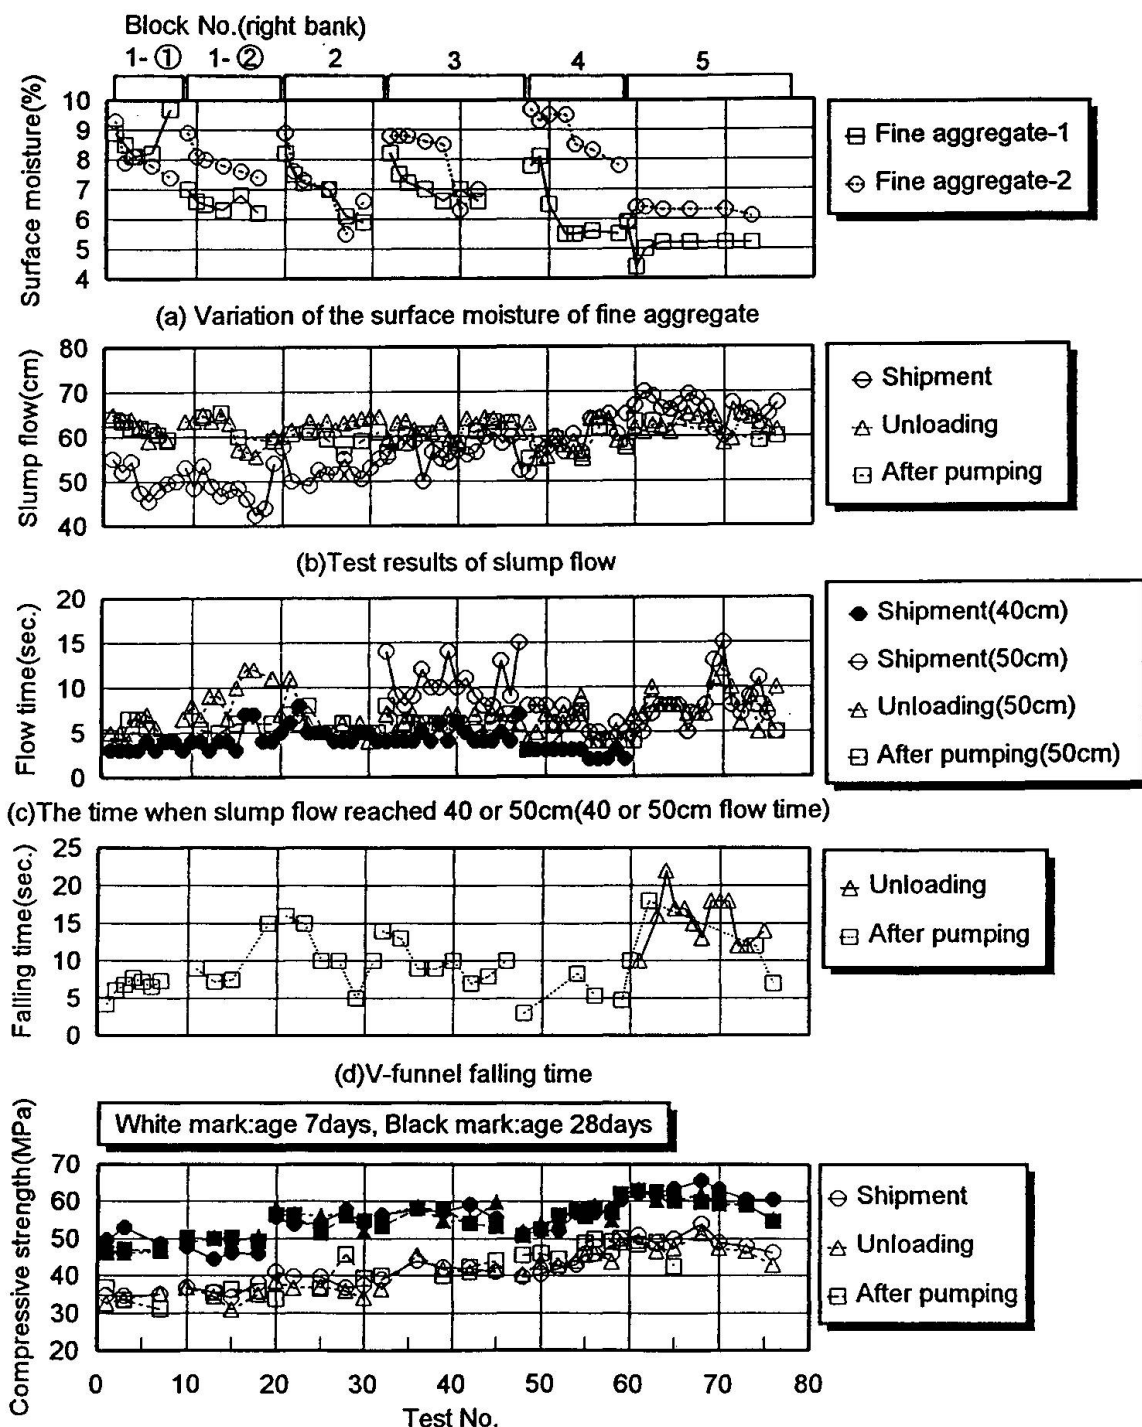 Block No.(right bank)
1-① 1-② 2 3 4 5
Surface moisture(%)
10
9
8
7
6
5
4
Fine aggregate-1
Fine aggregate-2
(a) Variation of the surface moisture of fine aggregate
Slump flow(cm)
80
70
60
50
40
Shipment
Unloading
After pumping
(b)Test results of slump flow
Flow time(sec.)
20
15
10
5
0
Shipment(40cm)
Shipment(50cm)
Unloading(50cm)
After pumping(50cm)
(c)The time when slump flow reached 40 or 50cm(40 or 50cm flow time)
Falling time(sec.)
25
20
15
10
5
0
Unloading
After pumping
(d)V-funnel falling time
White mark:age 7days, Black mark:age 28days
Compressive strength(MPa)
70
60
50
40
30
20
Shipment
Unloading
After pumping
0 10 20 30 40 50 60 70 80
Test No.